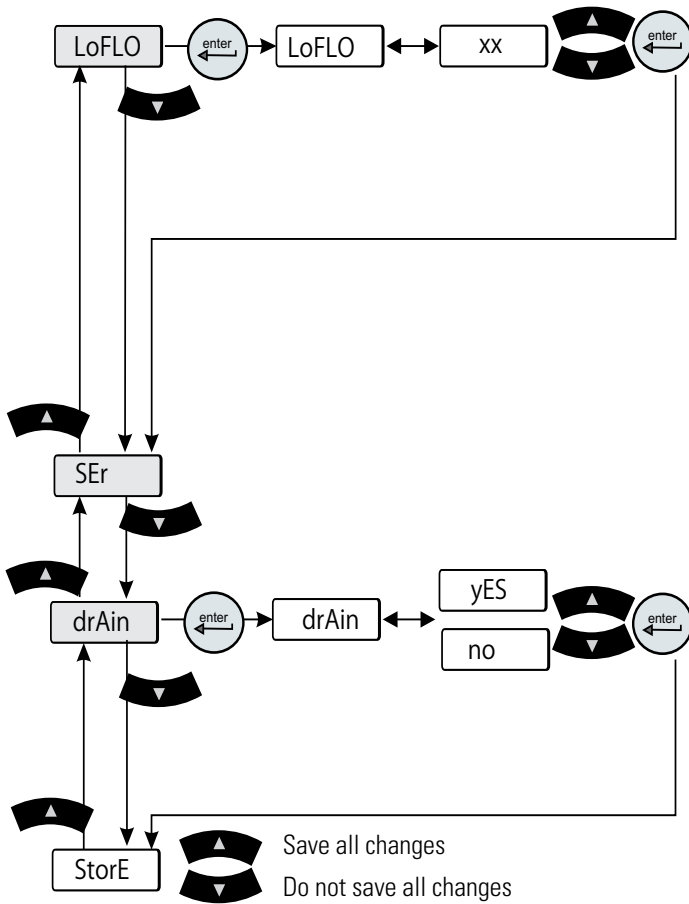 LoFLO enter LoFLO xx enter
SEr
drAin enter drAin yES enter
no
StorE Save all changes
Do not save all changes